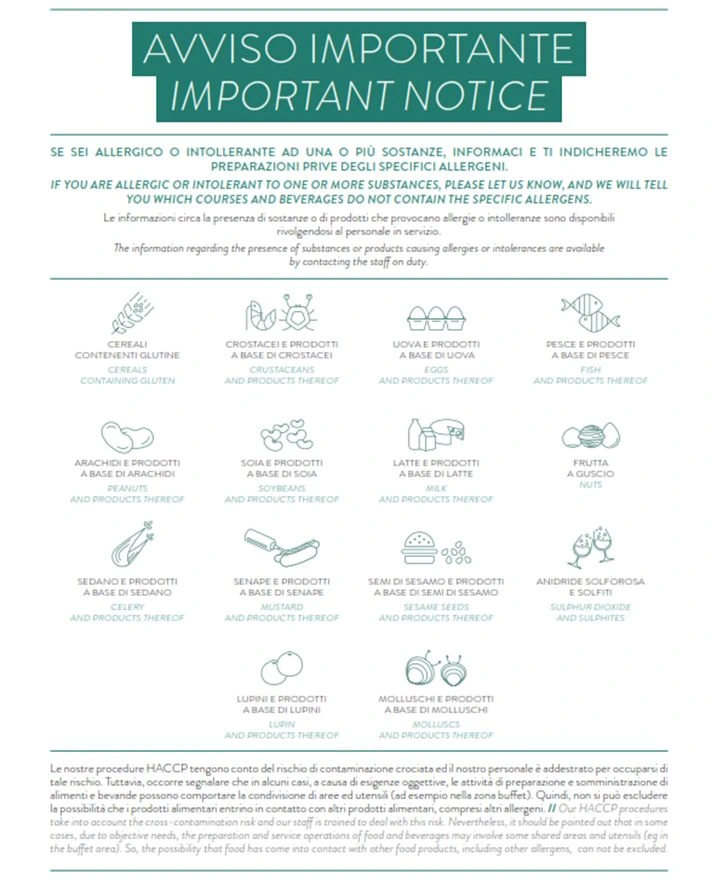 AVVISO IMPORTANTE
IMPORTANT NOTICE
SE SEI ALLERGICO O INTOLLERANTE AD UNA O PIÙ SOSTANZE, INFORMACI E TI INDICHEREMO LE
PREPARAZIONI PRIVE DEGLI SPECIFICI ALLERGENI.
IF YOU ARE ALLERGIC OR INTOLERANT TO ONE OR MORE SUBSTANCES, PLEASE LET US KNOW, AND WE WILL TELL
YOU WHICH COURSES AND BEVERAGES DO NOT CONTAIN THE SPECIFIC ALLERGENS.
Le informazioni circa la presenza di sostanze o di prodotti che provocano allergie o intolleranze sono disponibili
rivolgendosi al personale in servizio.
The information regarding the presence of substances or products causing allergies or intolerances are available
by contacting the staff on duty.
CEREALI
CONTENENTI GLUTINE
CEREALS
CONTAINING GLUTEN
CROSTACEI E PRODOTTI
A BASE DI CROSTACEI
CRUSTACEANS
AND PRODUCTS THEREOF
UOVA E PRODOTTI
A BASE DI UOVA
EGGS
AND PRODUCTS THEREOF
PESCE E PRODOTTI
A BASE DI PESCE
FISH
AND PRODUCTS THEREOF
ARACHIDI E PRODOTTI
A BASE DI ARACHIDI
PEANUTS
AND PRODUCTS THEREOF
SOIA E PRODOTTI
A BASE DI SOIA
SOYBEANS
AND PRODUCTS THEREOF
LATTE E PRODOTTI
A BASE DI LATTE
MILK
AND PRODUCTS THEREOF
FRUTTA
A GUSCIO
NUTS
SEDANO E PRODOTTI
A BASE DI SEDANO
CELERY
AND PRODUCTS THEREOF
SENAPE E PRODOTTI
A BASE DI SENAPE
MUSTARD
AND PRODUCTS THEREOF
SEMI DI SESAMO E PRODOTTI
A BASE DI SEMI DI SESAMO
SESAME SEEDS
AND PRODUCTS THEREOF
ANIDRIDE SOLFOROSA
E SOLFITI
SULPHUR DIOXIDE
AND SULPHITES
LUPINI E PRODOTTI
A BASE DI LUPINI
LUPIN
AND PRODUCTS THEREOF
MOLLUSCHI E PRODOTTI
A BASE DI MOLLUSCHI
MOLLUSCS
AND PRODUCTS THEREOF
Le nostre procedure HACCP tengono conto del rischio di contaminazione crociata ed il nostro personale è addestrato per occuparsi di
tale rischio. Tuttavia, occorre segnalare che in alcuni casi, a causa di esigenze oggettive, le attività di preparazione e somministrazione di
alimenti e bevande possono comportare la condivisione di aree ed utensili (ad esempio nella zona buffet). Quindi, non si può escludere
la possibilità che i prodotti alimentari entrino in contatto con altri prodotti alimentari, compresi altri allergeni. // Our HACCP procedures
take into account the cross-contamination risk and our staff is trained to deal with this risk. Nevertheless, it should be pointed out that in some
cases, due to objective needs, the preparation and service operations of food and beverages may involve some shared areas and utensils (eg in
the buffet area). So, the possibility that food has come into contact with other food products, including other allergens, can not be excluded.